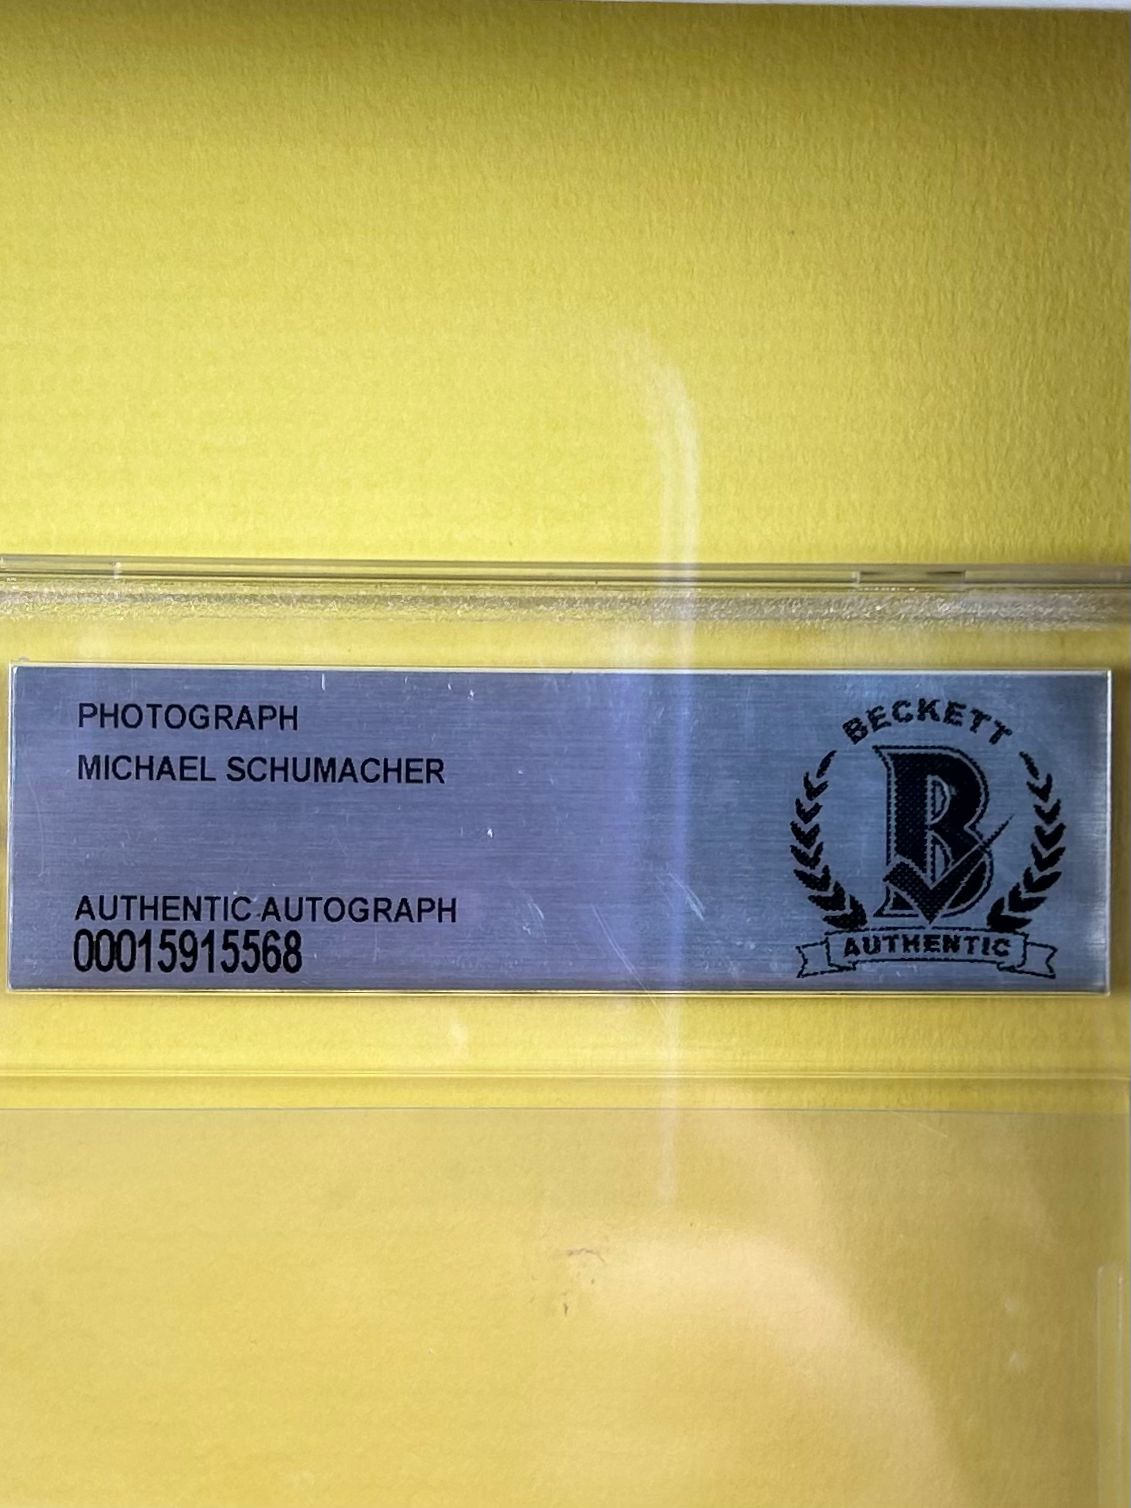 PHOTOGRAPH
MICHAEL SCHUMACHER
AUTHENTIC AUTOGRAPH
00015915568
BECKETT
B
AUTHENTIC